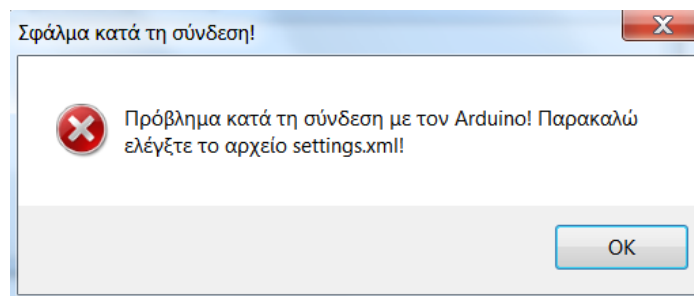 Σφάλμα κατά τη σύνδεση!
Πρόβλημα κατά τη σύνδεση με τον Arduino! Παρακαλώ
ελέγξτε το αρχείο settings.xml!
OK